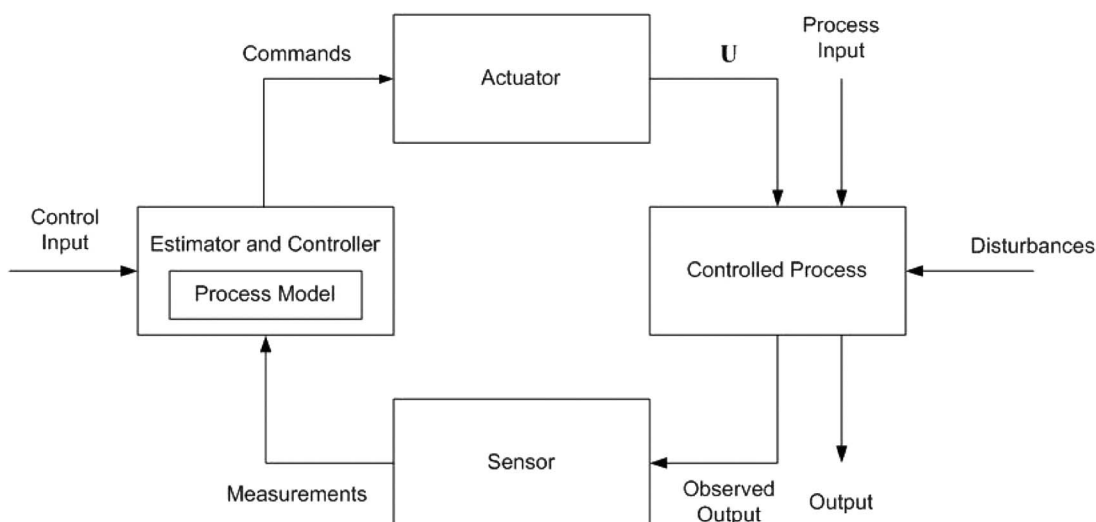 Commands
Actuator
U
Process
Input
Control
Input
Estimator and Controller
Process Model
Controlled Process
Disturbances
Sensor
Measurements
Observed
Output
Output